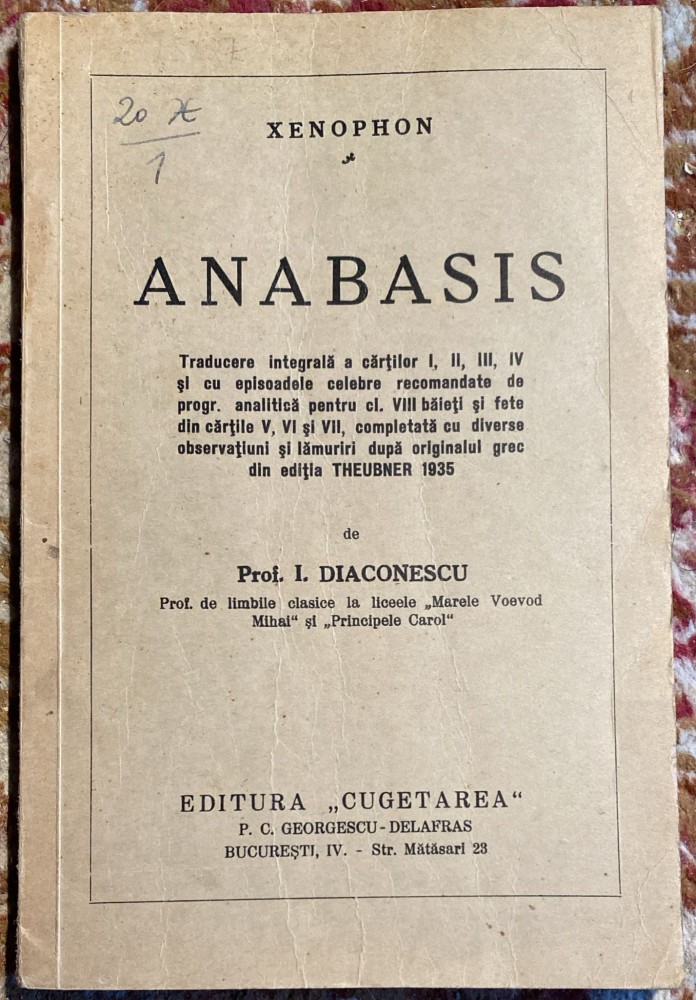 20
1
XENOPHON
ANABASIS
Traducere integrală a cărţilor I, II, III, IV
şi cu episoadele celebre recomandate de
progr. analitică pentru cl. VIII băieţi şi fete
din cărţile V, VI şi VII, completată cu diverse
observaţiuni şi lămuriri după originalul grec
din ediţia THEUBNER 1935
de
Prof. I. DIACONESCU
Prof. de limbile clasice la liceele „Marele Voevod
Mihai“ şi „Principele Carol“
EDITURA „CUGETAREA“
P. C. GEORGESCU-DELAFRAS
BUCUREŞTI, IV. - Str. Mătăsari 23